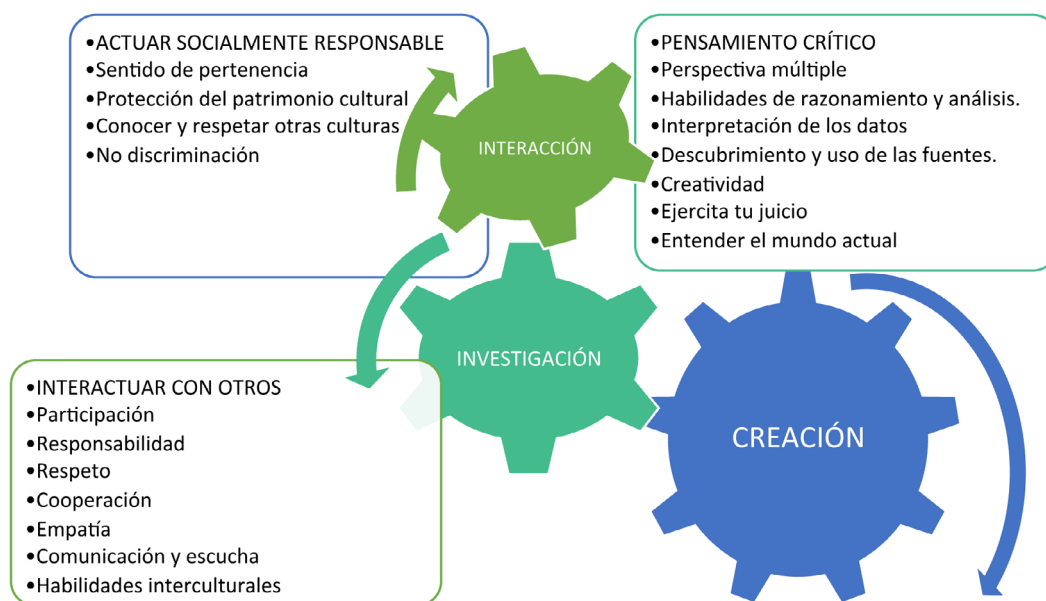 •ACTUAR SOCIALMENTE RESPONSABLE
•Sentido de pertenencia
•Protección del patrimonio cultural
•Conocer y respetar otras culturas
•No discriminación
INTERACCIÓN
•PENSAMIENTO CRÍTICO
•Perspectiva múltiple
•Habilidades de razonamiento y análisis.
•Interpretación de los datos
•Descubrimiento y uso de las fuentes.
•Creatividad
•Ejercita tu juicio
•Entender el mundo actual
INVESTIGACIÓN
CREACIÓN
•INTERACTUAR CON OTROS
•Participación
•Responsabilidad
•Respeto
•Cooperación
•Empatía
•Comunicación y escucha
•Habilidades interculturales